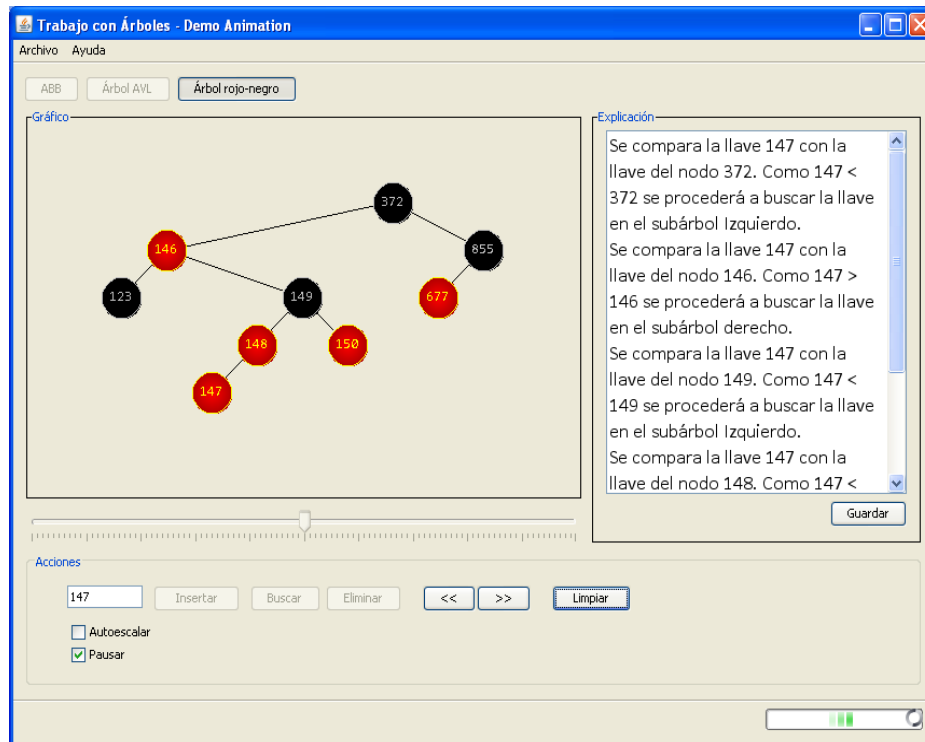 Trabajo con Árboles - Demo Animation
Archivo Ayuda
ABB Árbol AVL Árbol rojo-negro
Gráfico
372
146
855
123
149
677
148
150
147
Explicación
Se compara la llave 147 con la
llave del nodo 372. Como 147 <
372 se procederá a buscar la llave
en el subárbol Izquierdo.
Se compara la llave 147 con la
llave del nodo 146. Como 147 >
146 se procederá a buscar la llave
en el subárbol derecho.
Se compara la llave 147 con la
llave del nodo 149. Como 147 <
149 se procederá a buscar la llave
en el subárbol Izquierdo.
Se compara la llave 147 con la
llave del nodo 148. Como 147 <
Guardar
Acciones
147 Insertar Buscar Eliminar << >> Limpiar
Autoescalar
Pausar